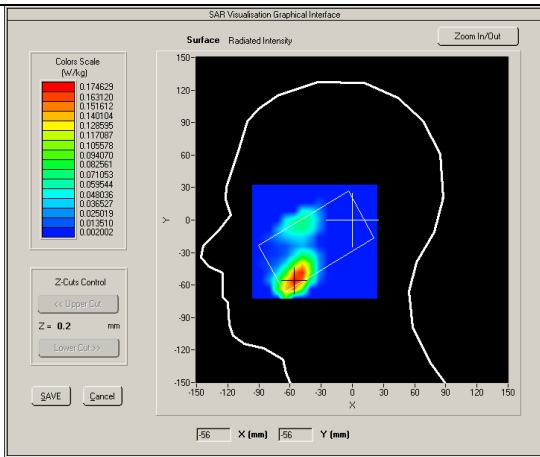 SAR Visualisation Graphical Interface
Surface Radiated Intensity
Zoom In/Out
Colors Scale
(W/kg)
0.174629
0.163120
0.151612
0.140104
0.128595
0.117087
0.105578
0.094070
0.082561
0.071053
0.059544
0.048036
0.036527
0.025019
0.013510
0.002002
Z-Cuts Control
<< Upper Cut
Z = 0.2 mm
Lower Cut >>
SAVE Cancel
150-
120-
90-
60-
30-
0-
-30-
-60-
-90-
-120-
-150-
Y
-150 -120 -90 -60 -30 0 30 60 90 120 150
X
-56 X (mm) -56 Y (mm)